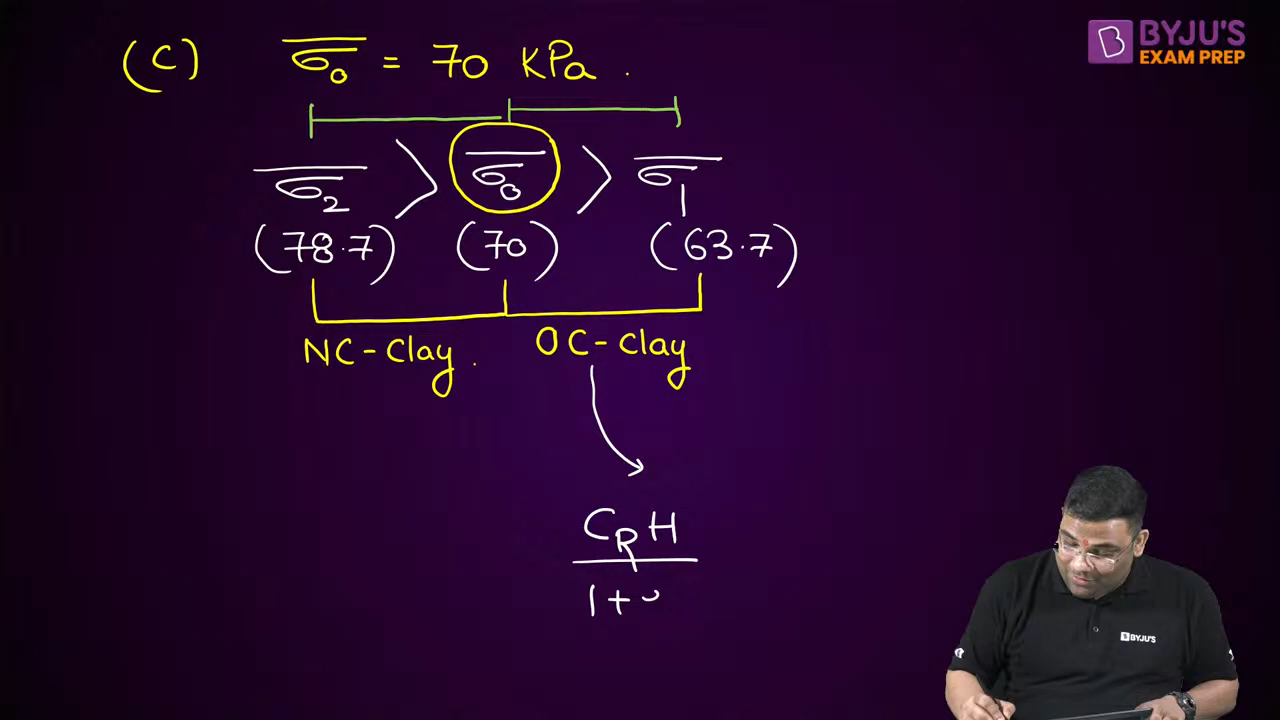 BYJU'S
EXAM PREP
(C) σ̅₀ = 70 KPa.
σ̅₂ > σ̅₀ > σ̅₁
(78.7) (70) (63.7)
NC-Clay. OC-Clay
C_R H
1+
BYJU'S